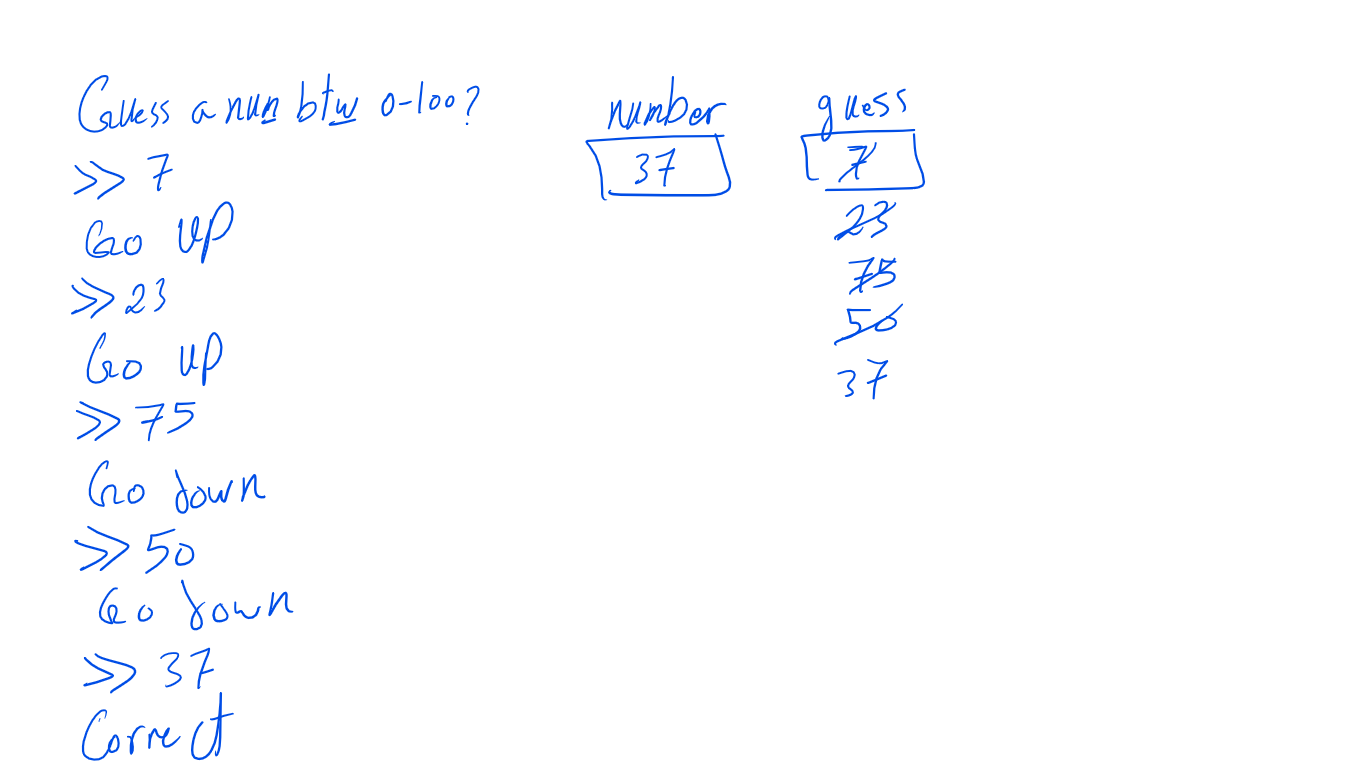 Guess a nun btw 0-100?
>> 7
Go up
>> 23
Go up
>> 75
Go down
>> 50
Go down
>> 37
Correct
number
37
guess
7
23
75
50
37